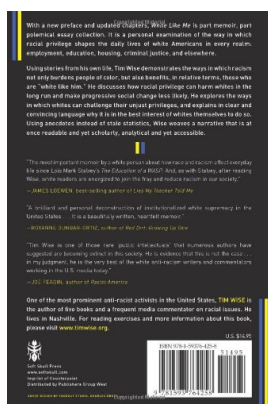 With a new preface and updated chapters, White Like Me is part memoir, part
polemical essay collection. It is a personal examination of the way in which
racial privilege shapes the daily lives of white Americans in every realm:
employment, education, housing, criminal justice, and elsewhere.
Using stories from his own life, Tim Wise demonstrates the ways in which racism
not only burdens people of color, but also benefits, in relative terms, those who
are "white like him." He discusses how racial privilege can harm whites in the
long run and make progressive social change less likely. He explores the ways
in which whites can challenge their unjust privileges, and explains in clear and
convincing language why it is in the best interest of whites themselves to do so.
Using anecdotes instead of stale statistics, Wise weaves a narrative that is at
once readable and yet scholarly, analytical and yet accessible.
"The most important memoir by a white person about how race and racism affect everyday
life since Lois Mark Stalvey's The Education of a WASP. And, as with Stalvey, after reading
Wise, white readers are energized to join the fray and reduce racism in our society."
—JAMES LOEWEN, best-selling author of Lies My Teacher Told Me
"A brilliant and personal deconstruction of institutionalized white supremacy in the
United States . . . It is a beautifully written, heartfelt memoir."
—ROXANNE DUNBAR-ORTIZ, author of Red Dirt: Growing Up Okie
"Tim Wise is one of those rare 'public intellectuals' that numerous authors have
suggested are becoming extinct in this society. He is evidence that this is not the case . . .
in my judgment, he is the very best of the white anti-racism writers and commentators
working in the U.S. media today."
—JOE FEAGIN, author of Racist America
One of the most prominent anti-racist activists in the United States, TIM WISE is
the author of five books and a frequent media commentator on racial issues. He
lives in Nashville. For reading exercises and more information about this book,
please visit www.timwise.org.
U.S. $14.95
Soft Skull Press
www.softskull.com
Imprint of Counterpoint
Distributed by Publishers Group West
ISBN 978-1-59376-425-8
51495
9 781593 764258